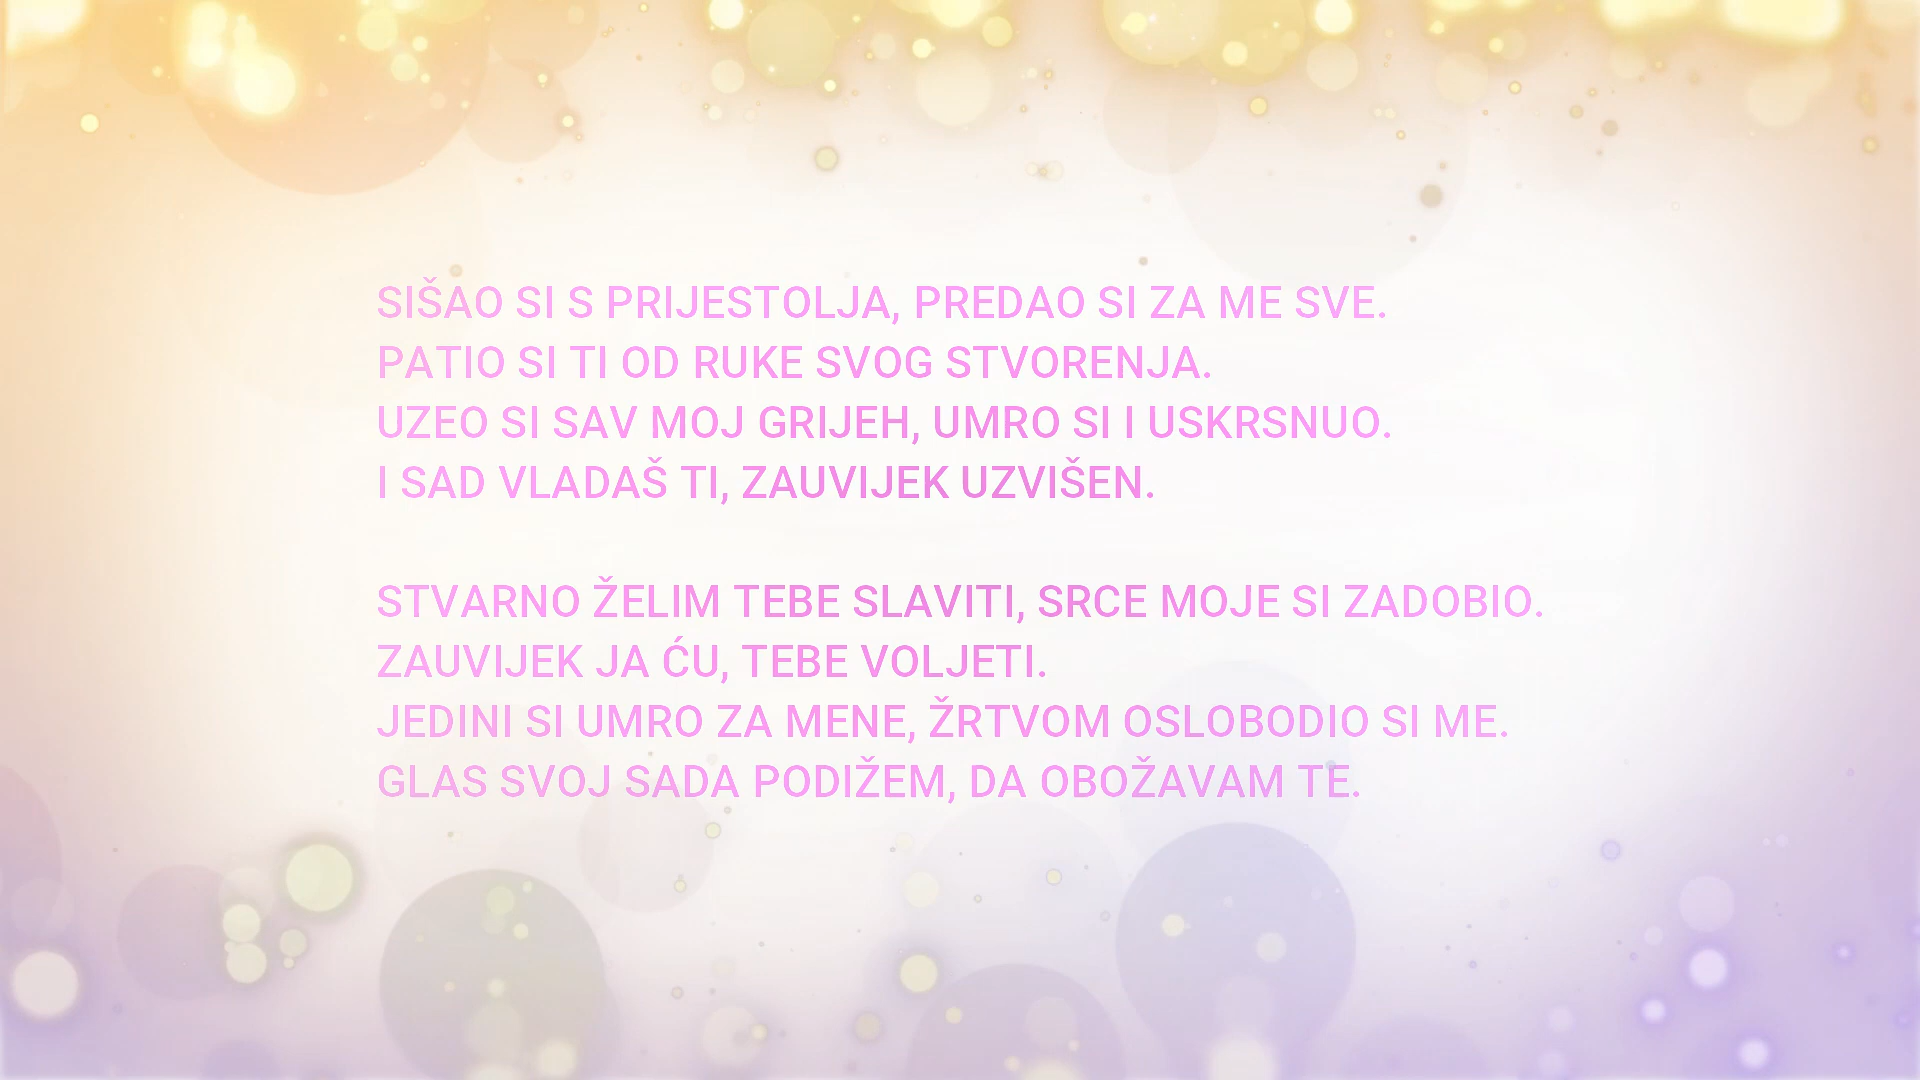 SIŠAO SI S PRIJESTOLJA, PREDAO SI ZA ME SVE.
PATIO SI TI OD RUKE SVOG STVORENJA.
UZEO SI SAV MOJ GRIJEH, UMRO SI I USKRSNUO.
I SAD VLADAŠ TI, ZAUVIJEK UZVIŠEN.

STVARNO ŽELIM TEBE SLAVITI, SRCE MOJE SI ZADOBIO.
ZAUVIJEK JA ĆU, TEBE VOLJETI.
JEDINI SI UMRO ZA MENE, ŽRTVOM OSLOBODIO SI ME.
GLAS SVOJ SADA PODIŽEM, DA OBOŽAVAM TE.